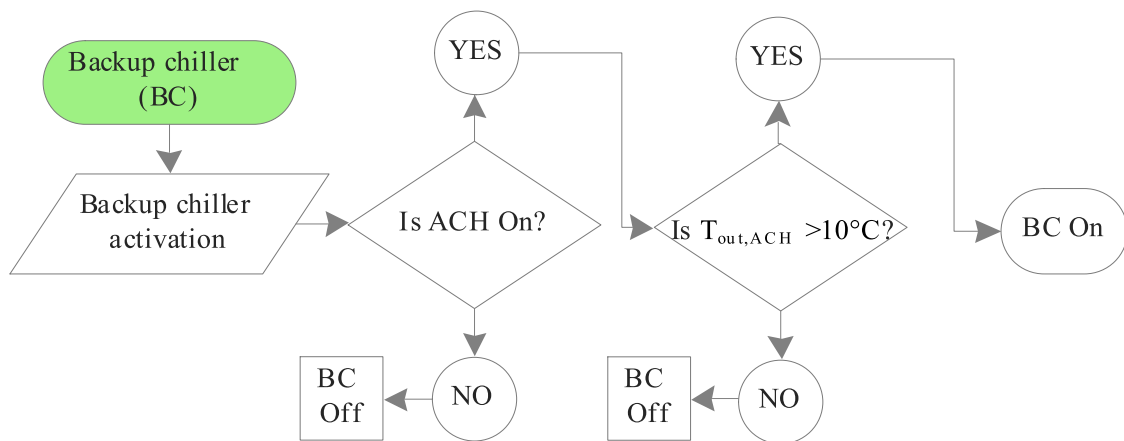 Backup chiller
(BC)
Backup chiller
activation
Is ACH On?
YES
NO
BC
Off
Is Tout,ACH >10°C?
YES
NO
BC
Off
BC On